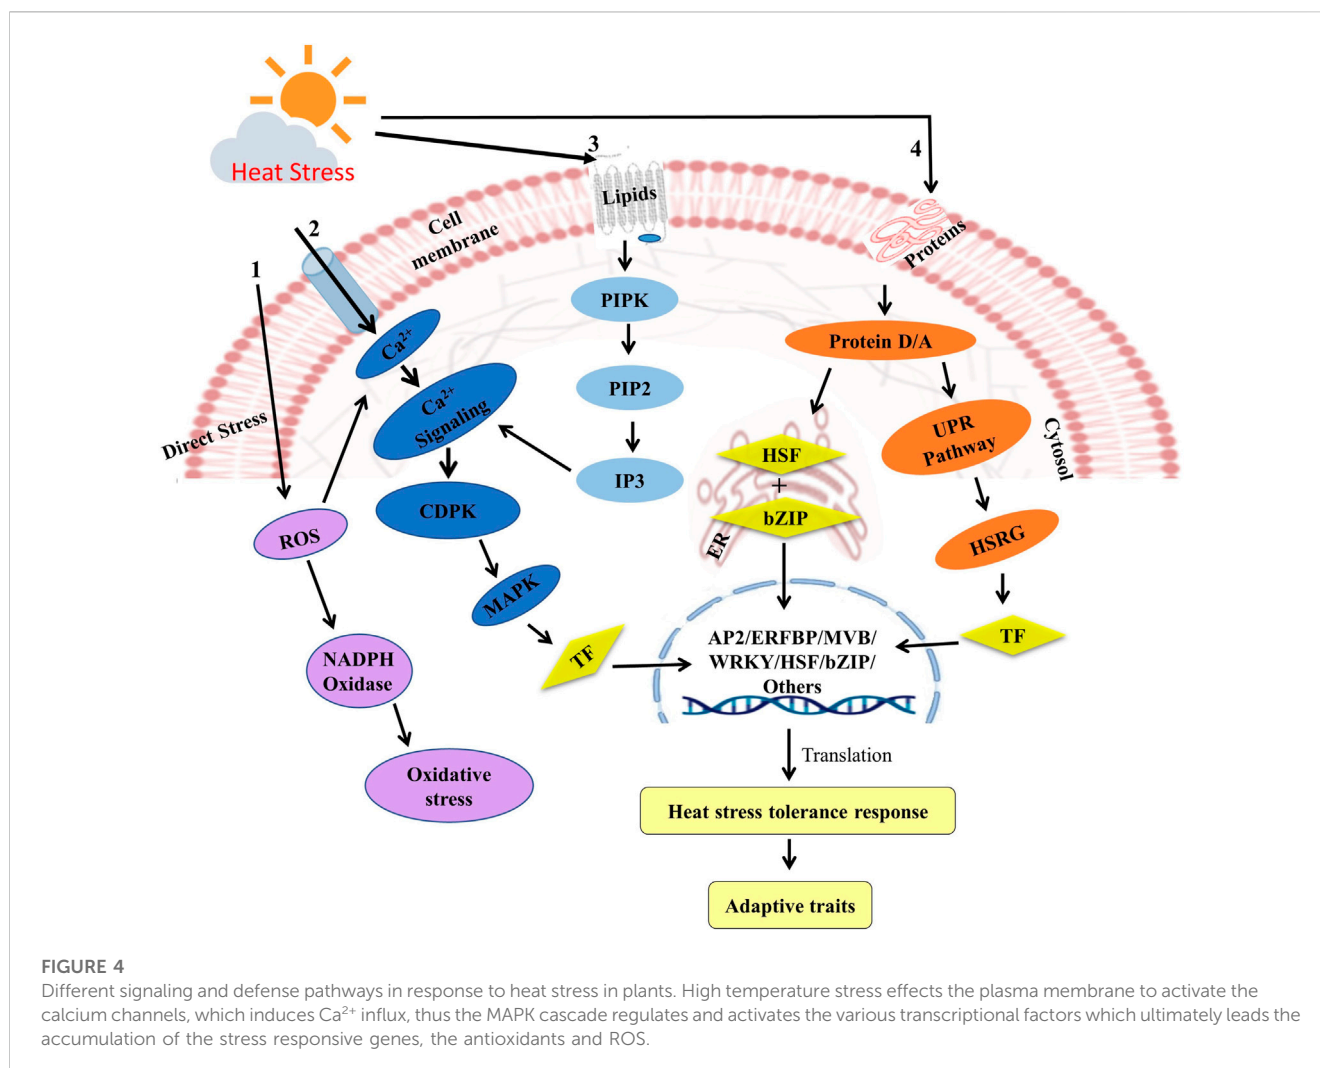 Heat Stress
1
2
3
4
Cell
membrane
Lipids
Proteins
Direct Stress
Ca²⁺
Ca²⁺
Signaling
CDPK
MAPK
TF
PIPK
PIP2
IP3
Protein D/A
UPR
Pathway
Cytosol
HSRG
TF
HSF
+
bZIP
ER
ROS
NADPH
Oxidase
Oxidative
stress
AP2/ERFBP/MVB/
WRKY/HSF/bZIP/
Others
Translation
Heat stress tolerance response
Adaptive traits
FIGURE 4
Different signaling and defense pathways in response to heat stress in plants. High temperature stress effects the plasma membrane to activate the
calcium channels, which induces Ca²⁺ influx, thus the MAPK cascade regulates and activates the various transcriptional factors which ultimately leads the
accumulation of the stress responsive genes, the antioxidants and ROS.